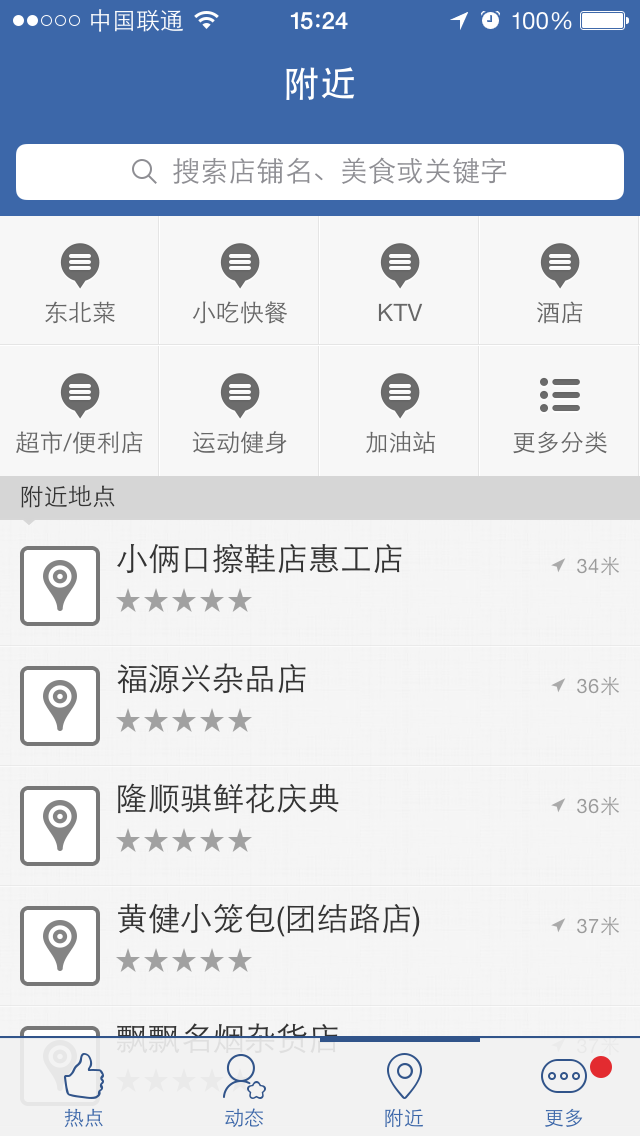 中国联通 15:24 100%
附近
搜索店铺名、美食或关键字
东北菜 小吃快餐 KTV 酒店
超市/便利店 运动健身 加油站 更多分类
附近地点
小俩口擦鞋店惠工店 34米
福源兴杂品店 36米
隆顺骐鲜花庆典 36米
黄健小笼包(团结路店) 37米
飘飘名烟杂货店 37米
热点 动态 附近 更多